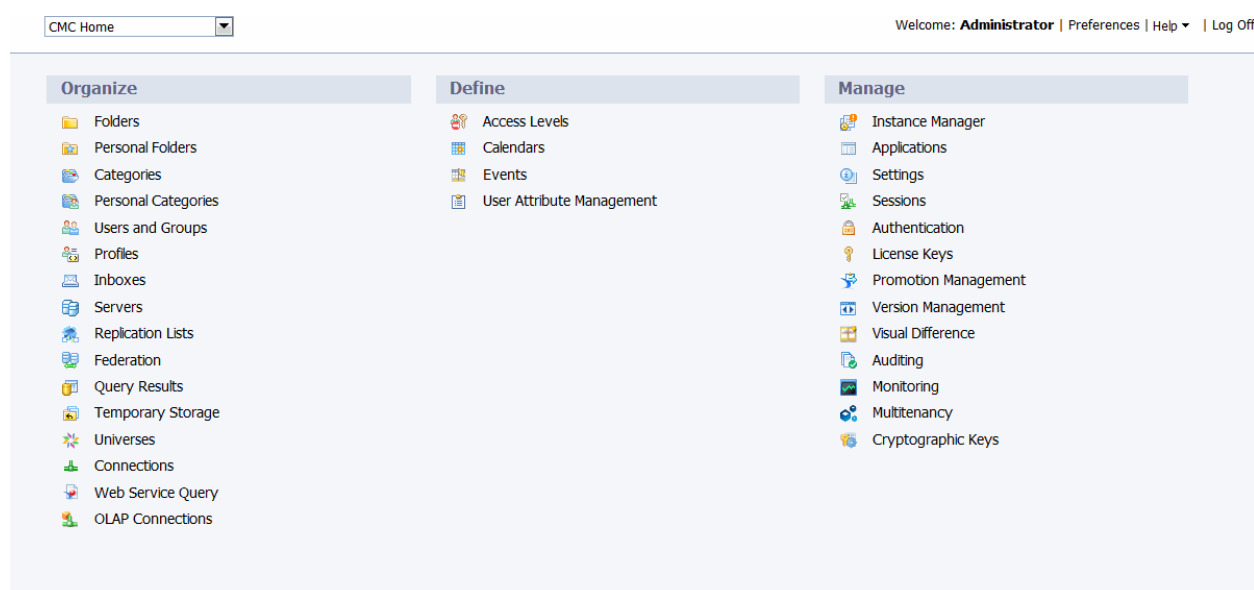 CMC Home
Welcome: Administrator | Preferences | Help | Log Off
Organize
Folders
Personal Folders
Categories
Personal Categories
Users and Groups
Profiles
Inboxes
Servers
Replication Lists
Federation
Query Results
Temporary Storage
Universes
Connections
Web Service Query
OLAP Connections
Define
Access Levels
Calendars
Events
User Attribute Management
Manage
Instance Manager
Applications
Settings
Sessions
Authentication
License Keys
Promotion Management
Version Management
Visual Difference
Auditing
Monitoring
Multitenancy
Cryptographic Keys